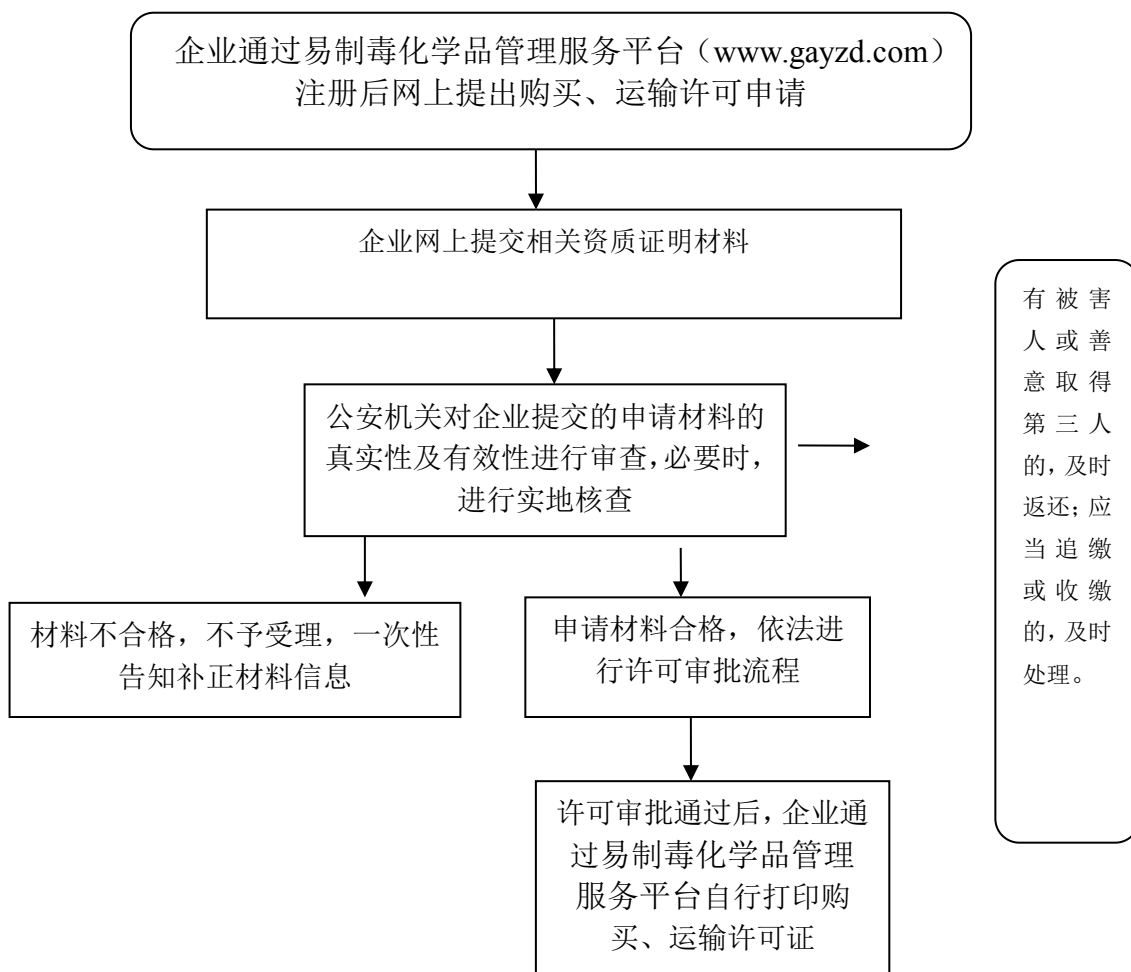 企业通过易制毒化学品管理服务平台（www.gayzd.com）
注册后网上提出购买、运输许可申请
企业网上提交相关资质证明材料
公安机关对企业提交的申请材料的
真实性及有效性进行审查，必要时，
进行实地核查
材料不合格，不予受理，一次性
告知补正材料信息
申请材料合格，依法进
行许可审批流程
许可审批通过后，企业通
过易制毒化学品管理
服务平台自行打印购
买、运输许可证
有被害
人或善
意取得
第三人
的，及时
返还；应
当追缴
或收缴
的，及时
处理。